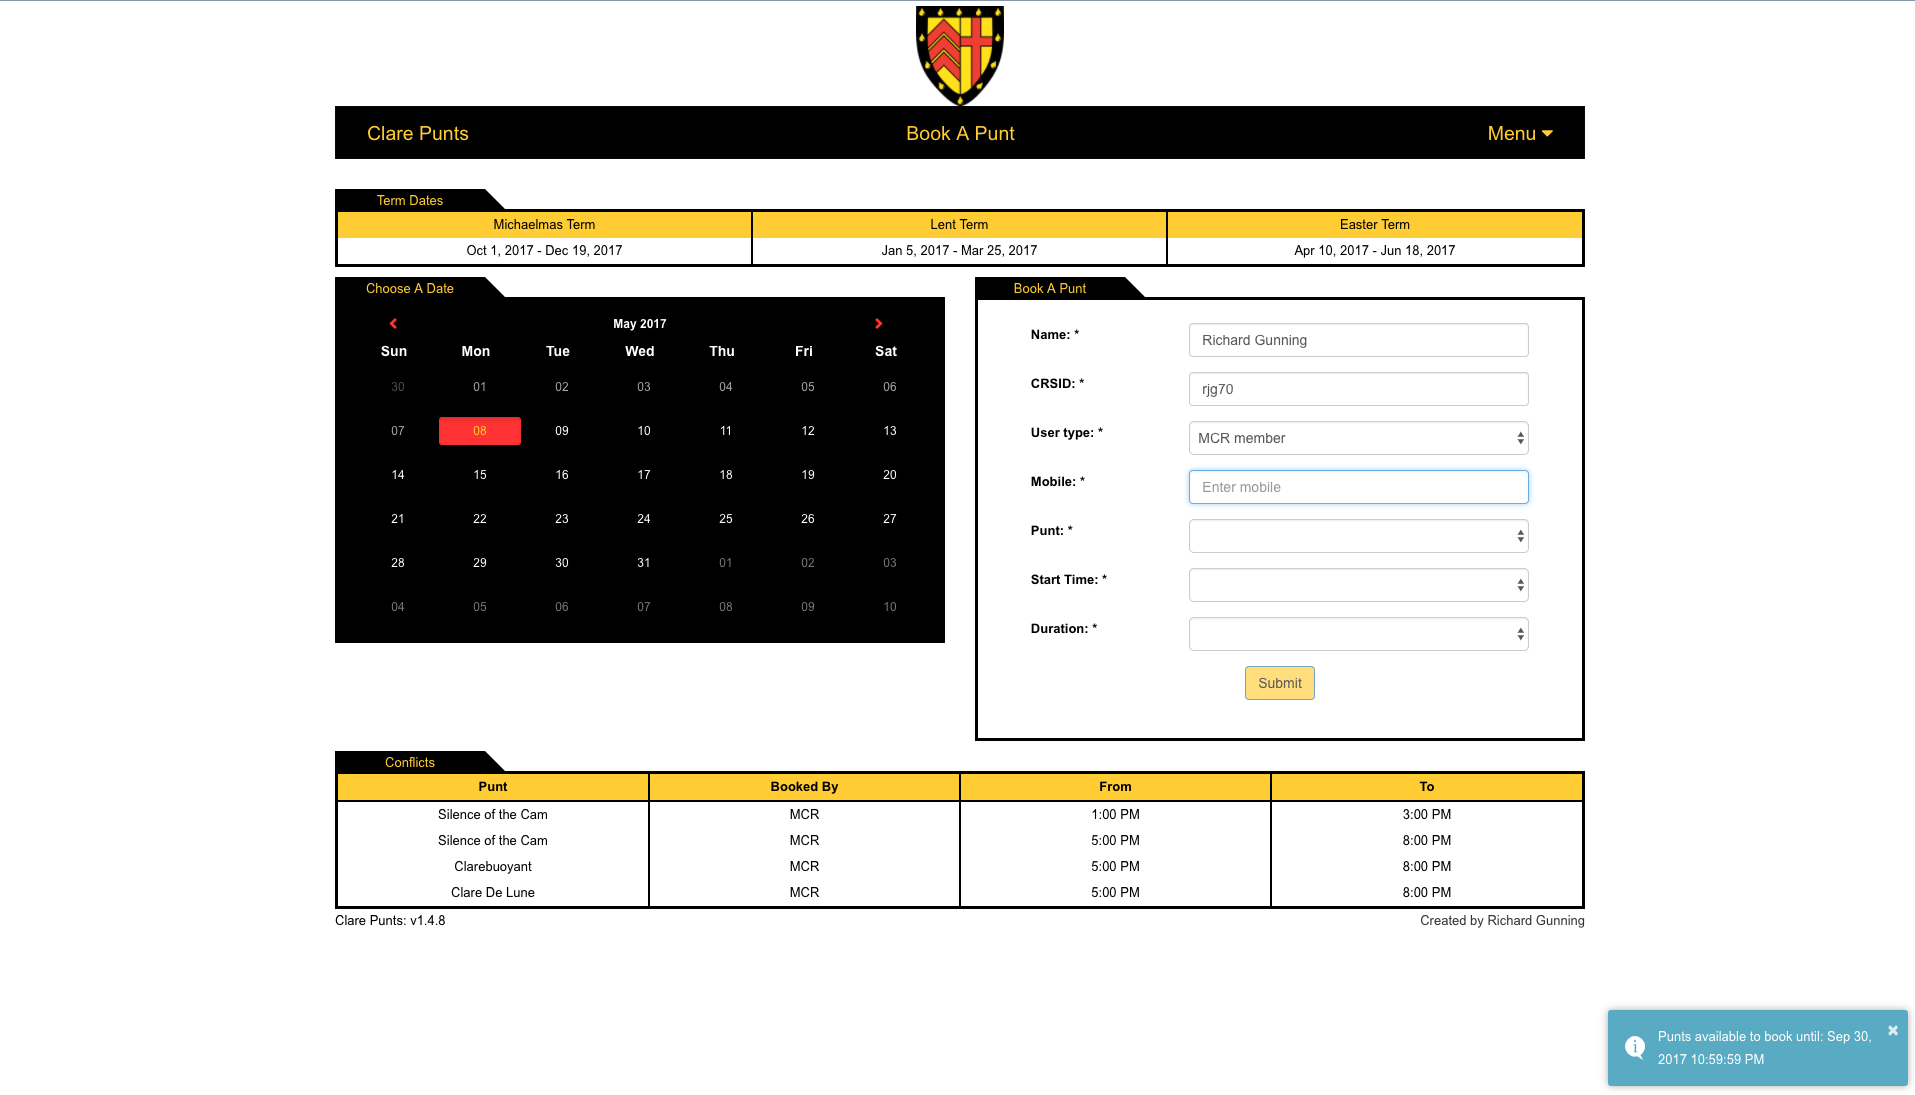 Clare Punts Book A Punt Menu
Term Dates
Michaelmas Term Lent Term Easter Term
Oct 1, 2017 - Dec 19, 2017 Jan 5, 2017 - Mar 25, 2017 Apr 10, 2017 - Jun 18, 2017
Choose A Date
May 2017
Sun Mon Tue Wed Thu Fri Sat
30 01 02 03 04 05 06
07 08 09 10 11 12 13
14 15 16 17 18 19 20
21 22 23 24 25 26 27
28 29 30 31 01 02 03
04 05 06 07 08 09 10
Book A Punt
Name: * Richard Gunning
CRSID: * rjg70
User type: * MCR member
Mobile: * Enter mobile
Punt: *
Start Time: *
Duration: *
Submit
Conflicts
Punt Booked By From To
Silence of the Cam MCR 1:00 PM 3:00 PM
Silence of the Cam MCR 5:00 PM 8:00 PM
Clarebuoyant MCR 5:00 PM 8:00 PM
Clare De Lune MCR 5:00 PM 8:00 PM
Clare Punts: v1.4.8 Created by Richard Gunning
Punts available to book until: Sep 30,
2017 10:59:59 PM